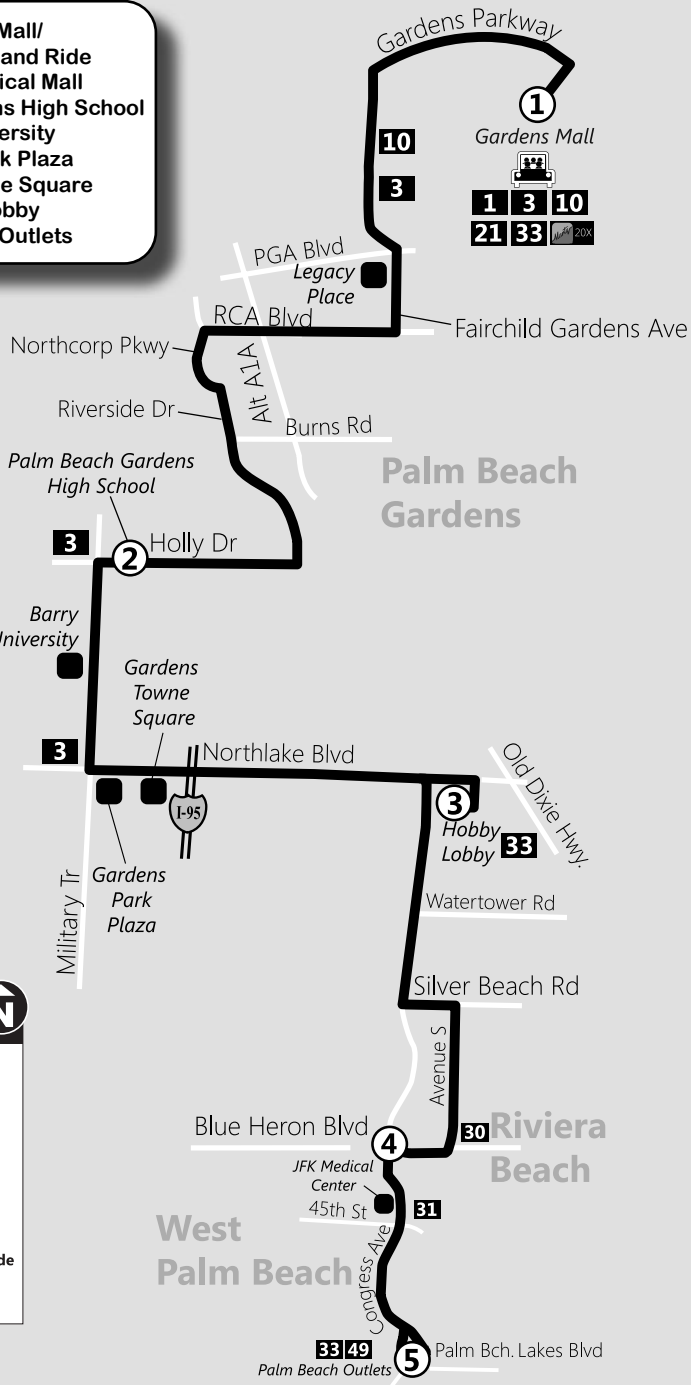 Mall/
and Ride
ical Mall
ns High School
ersity
k Plaza
e Square
obby
Outlets
Gardens Parkway
1
Gardens Mall
10
3
1 3 10
21 33 20X
PGA Blvd
Legacy
Place
RCA Blvd
Fairchild Gardens Ave
Northcorp Pkwy
Alt A1A
Riverside Dr
Burns Rd
Palm Beach Gardens
High School
Palm Beach
Gardens
3
2
Holly Dr
Barry
University
Gardens
Towne
Square
3
Northlake Blvd
Old Dixie Hwy.
I-95
3
Hobby
Lobby
33
Gardens
Park
Plaza
Military Tr
Watertower Rd
N
Silver Beach Rd
Avenue S
Blue Heron Blvd
4
30
Riviera
Beach
JFK Medical
Center
45th St
31
West
Palm Beach
Congress Ave
de
33 49
Palm Beach Outlets
5
Palm Bch. Lakes Blvd